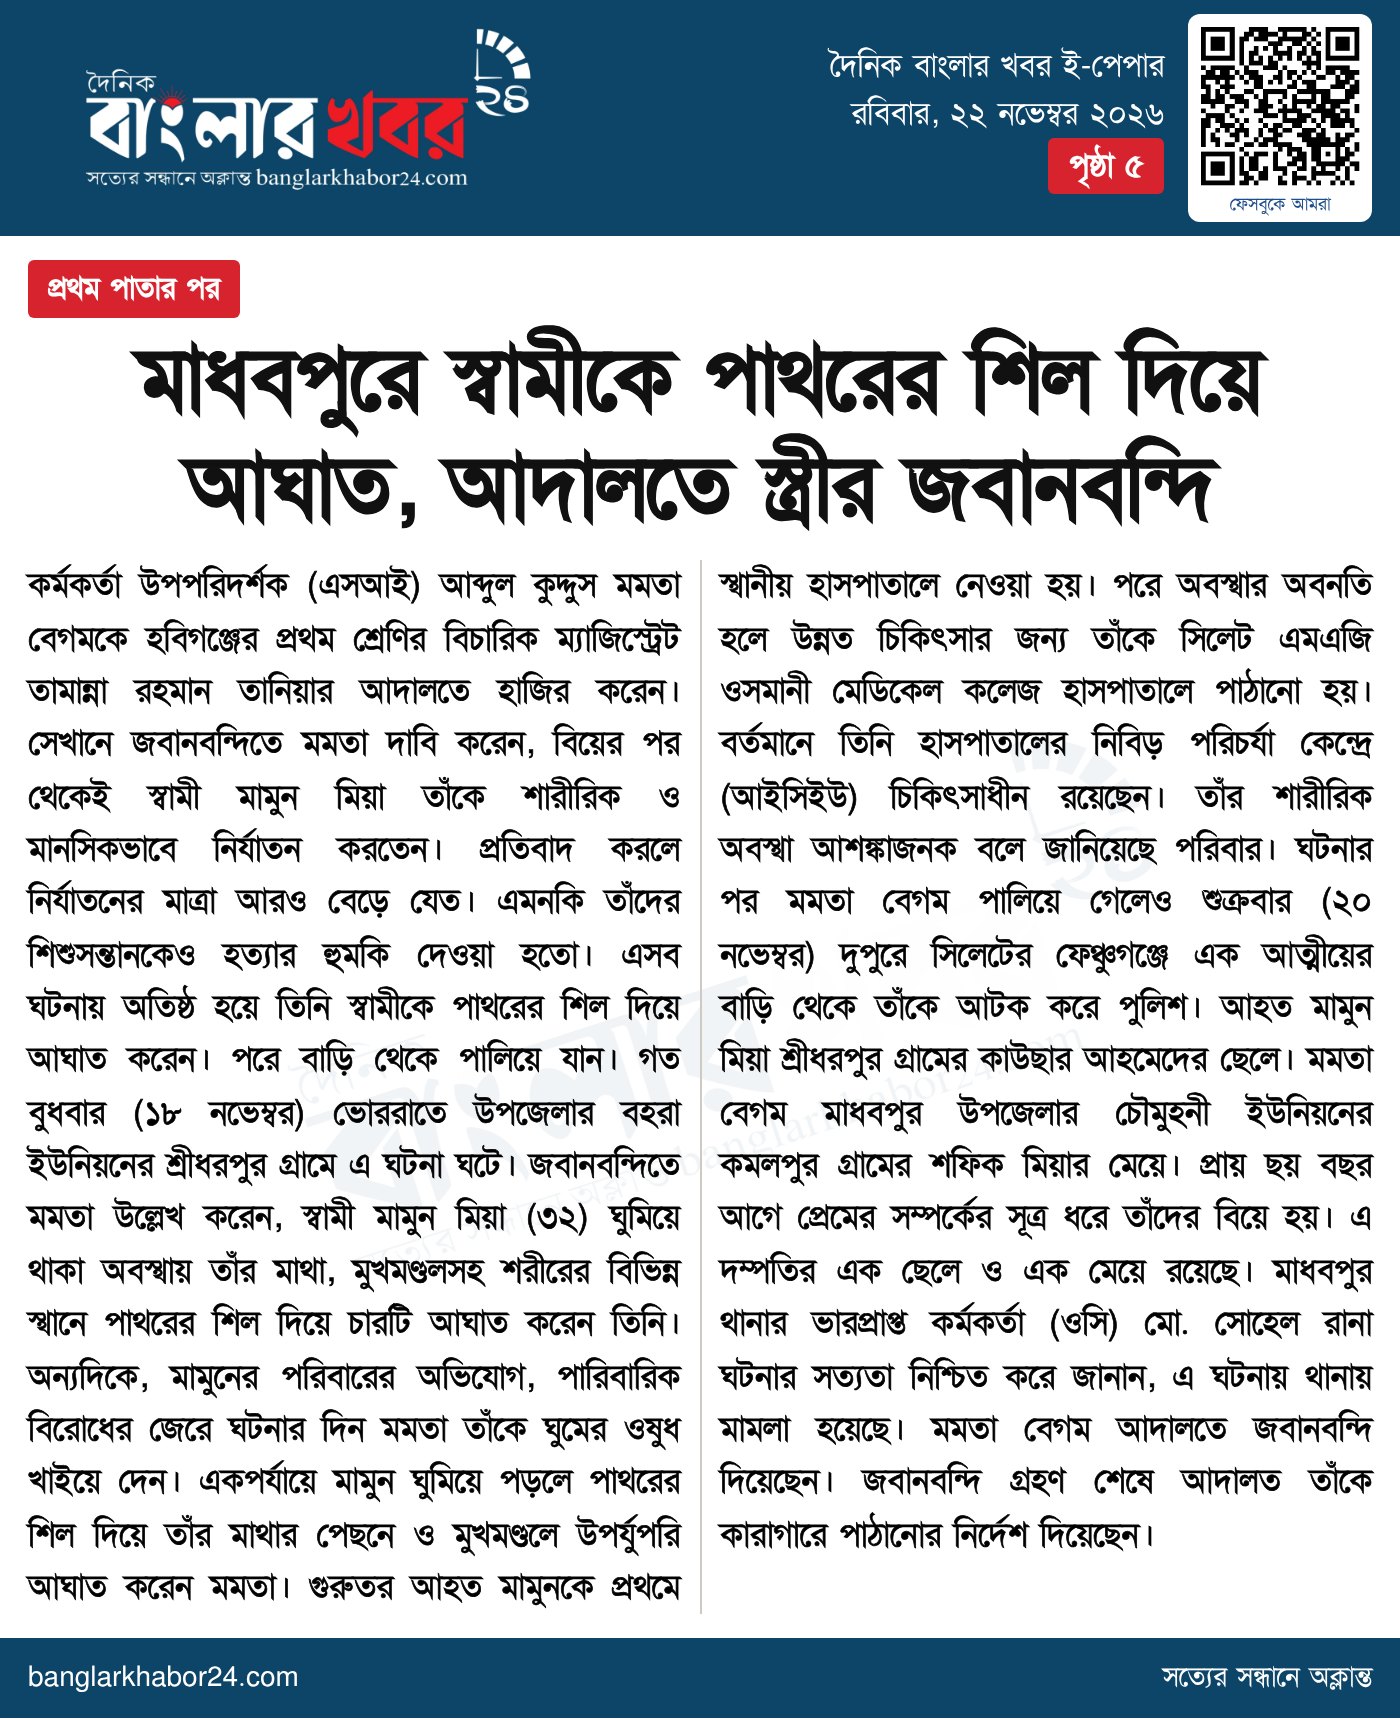 দৈনিক
বাংলার খবর
২৪
সত্যের সন্ধানে অক্লান্ত banglarkhabor24.com
দৈনিক বাংলার খবর ই-পেপার
রবিবার, ২২ নভেম্বর ২০২৬
পৃষ্ঠা ৫
ফেসবুকে আমরা
প্রথম পাতার পর
মাধবপুরে স্বামীকে পাথরের শিল দিয়ে
আঘাত, আদালতে স্ত্রীর জবানবন্দি
কর্মকর্তা উপপরিদর্শক (এসআই) আব্দুল কুদ্দুস মমতা
বেগমকে হবিগঞ্জের প্রথম শ্রেণির বিচারিক ম্যাজিস্ট্রেট
তামান্না রহমান তানিয়ার আদালতে হাজির করেন।
সেখানে জবানবন্দিতে মমতা দাবি করেন, বিয়ের পর
থেকেই স্বামী মামুন মিয়া তাঁকে শারীরিক ও
মানসিকভাবে নির্যাতন করতেন। প্রতিবাদ করলে
নির্যাতনের মাত্রা আরও বেড়ে যেত। এমনকি তাঁদের
শিশুসন্তানকেও হত্যার হুমকি দেওয়া হতো। এসব
ঘটনায় অতিষ্ঠ হয়ে তিনি স্বামীকে পাথরের শিল দিয়ে
আঘাত করেন। পরে বাড়ি থেকে পালিয়ে যান। গত
বুধবার (১৮ নভেম্বর) ভোররাতে উপজেলার বহরা
ইউনিয়নের শ্রীধরপুর গ্রামে এ ঘটনা ঘটে। জবানবন্দিতে
মমতা উল্লেখ করেন, স্বামী মামুন মিয়া (৩২) ঘুমিয়ে
থাকা অবস্থায় তাঁর মাথা, মুখমণ্ডলসহ শরীরের বিভিন্ন
স্থানে পাথরের শিল দিয়ে চারটি আঘাত করেন তিনি।
অন্যদিকে, মামুনের পরিবারের অভিযোগ, পারিবারিক
বিরোধের জেরে ঘটনার দিন মমতা তাঁকে ঘুমের ওষুধ
খাইয়ে দেন। একপর্যায়ে মামুন ঘুমিয়ে পড়লে পাথরের
শিল দিয়ে তাঁর মাথার পেছনে ও মুখমণ্ডলে উপর্যুপরি
আঘাত করেন মমতা। গুরুতর আহত মামুনকে প্রথমে
স্থানীয় হাসপাতালে নেওয়া হয়। পরে অবস্থার অবনতি
হলে উন্নত চিকিৎসার জন্য তাঁকে সিলেট এমএজি
ওসমানী মেডিকেল কলেজ হাসপাতালে পাঠানো হয়।
বর্তমানে তিনি হাসপাতালের নিবিড় পরিচর্যা কেন্দ্রে
(আইসিইউ) চিকিৎসাধীন রয়েছেন। তাঁর শারীরিক
অবস্থা আশঙ্কাজনক বলে জানিয়েছে পরিবার। ঘটনার
পর মমতা বেগম পালিয়ে গেলেও শুক্রবার (২০
নভেম্বর) দুপুরে সিলেটের ফেঞ্চুগঞ্জে এক আত্মীয়ের
বাড়ি থেকে তাঁকে আটক করে পুলিশ। আহত মামুন
মিয়া শ্রীধরপুর গ্রামের কাউছার আহমেদের ছেলে। মমতা
বেগম মাধবপুর উপজেলার চৌমুহনী ইউনিয়নের
কমলপুর গ্রামের শফিক মিয়ার মেয়ে। প্রায় ছয় বছর
আগে প্রেমের সম্পর্কের সূত্র ধরে তাঁদের বিয়ে হয়। এ
দম্পতির এক ছেলে ও এক মেয়ে রয়েছে। মাধবপুর
থানার ভারপ্রাপ্ত কর্মকর্তা (ওসি) মো. সোহেল রানা
ঘটনার সত্যতা নিশ্চিত করে জানান, এ ঘটনায় থানায়
মামলা হয়েছে। মমতা বেগম আদালতে জবানবন্দি
দিয়েছেন। জবানবন্দি গ্রহণ শেষে আদালত তাঁকে
কারাগারে পাঠানোর নির্দেশ দিয়েছেন।
banglarkhabor24.com
সত্যের সন্ধানে অক্লান্ত